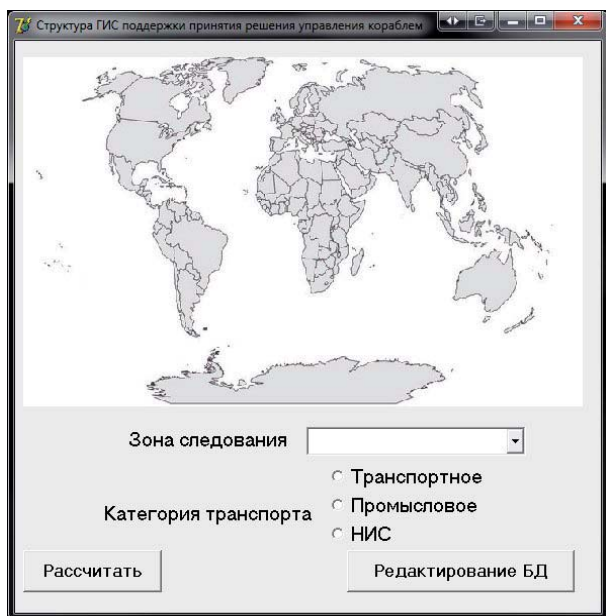 Структура ГИС поддержки принятия решения управления кораблем
Зона следования
Транспортное
Категория транспорта
Промысловое
НИС
Рассчитать
Редактирование БД